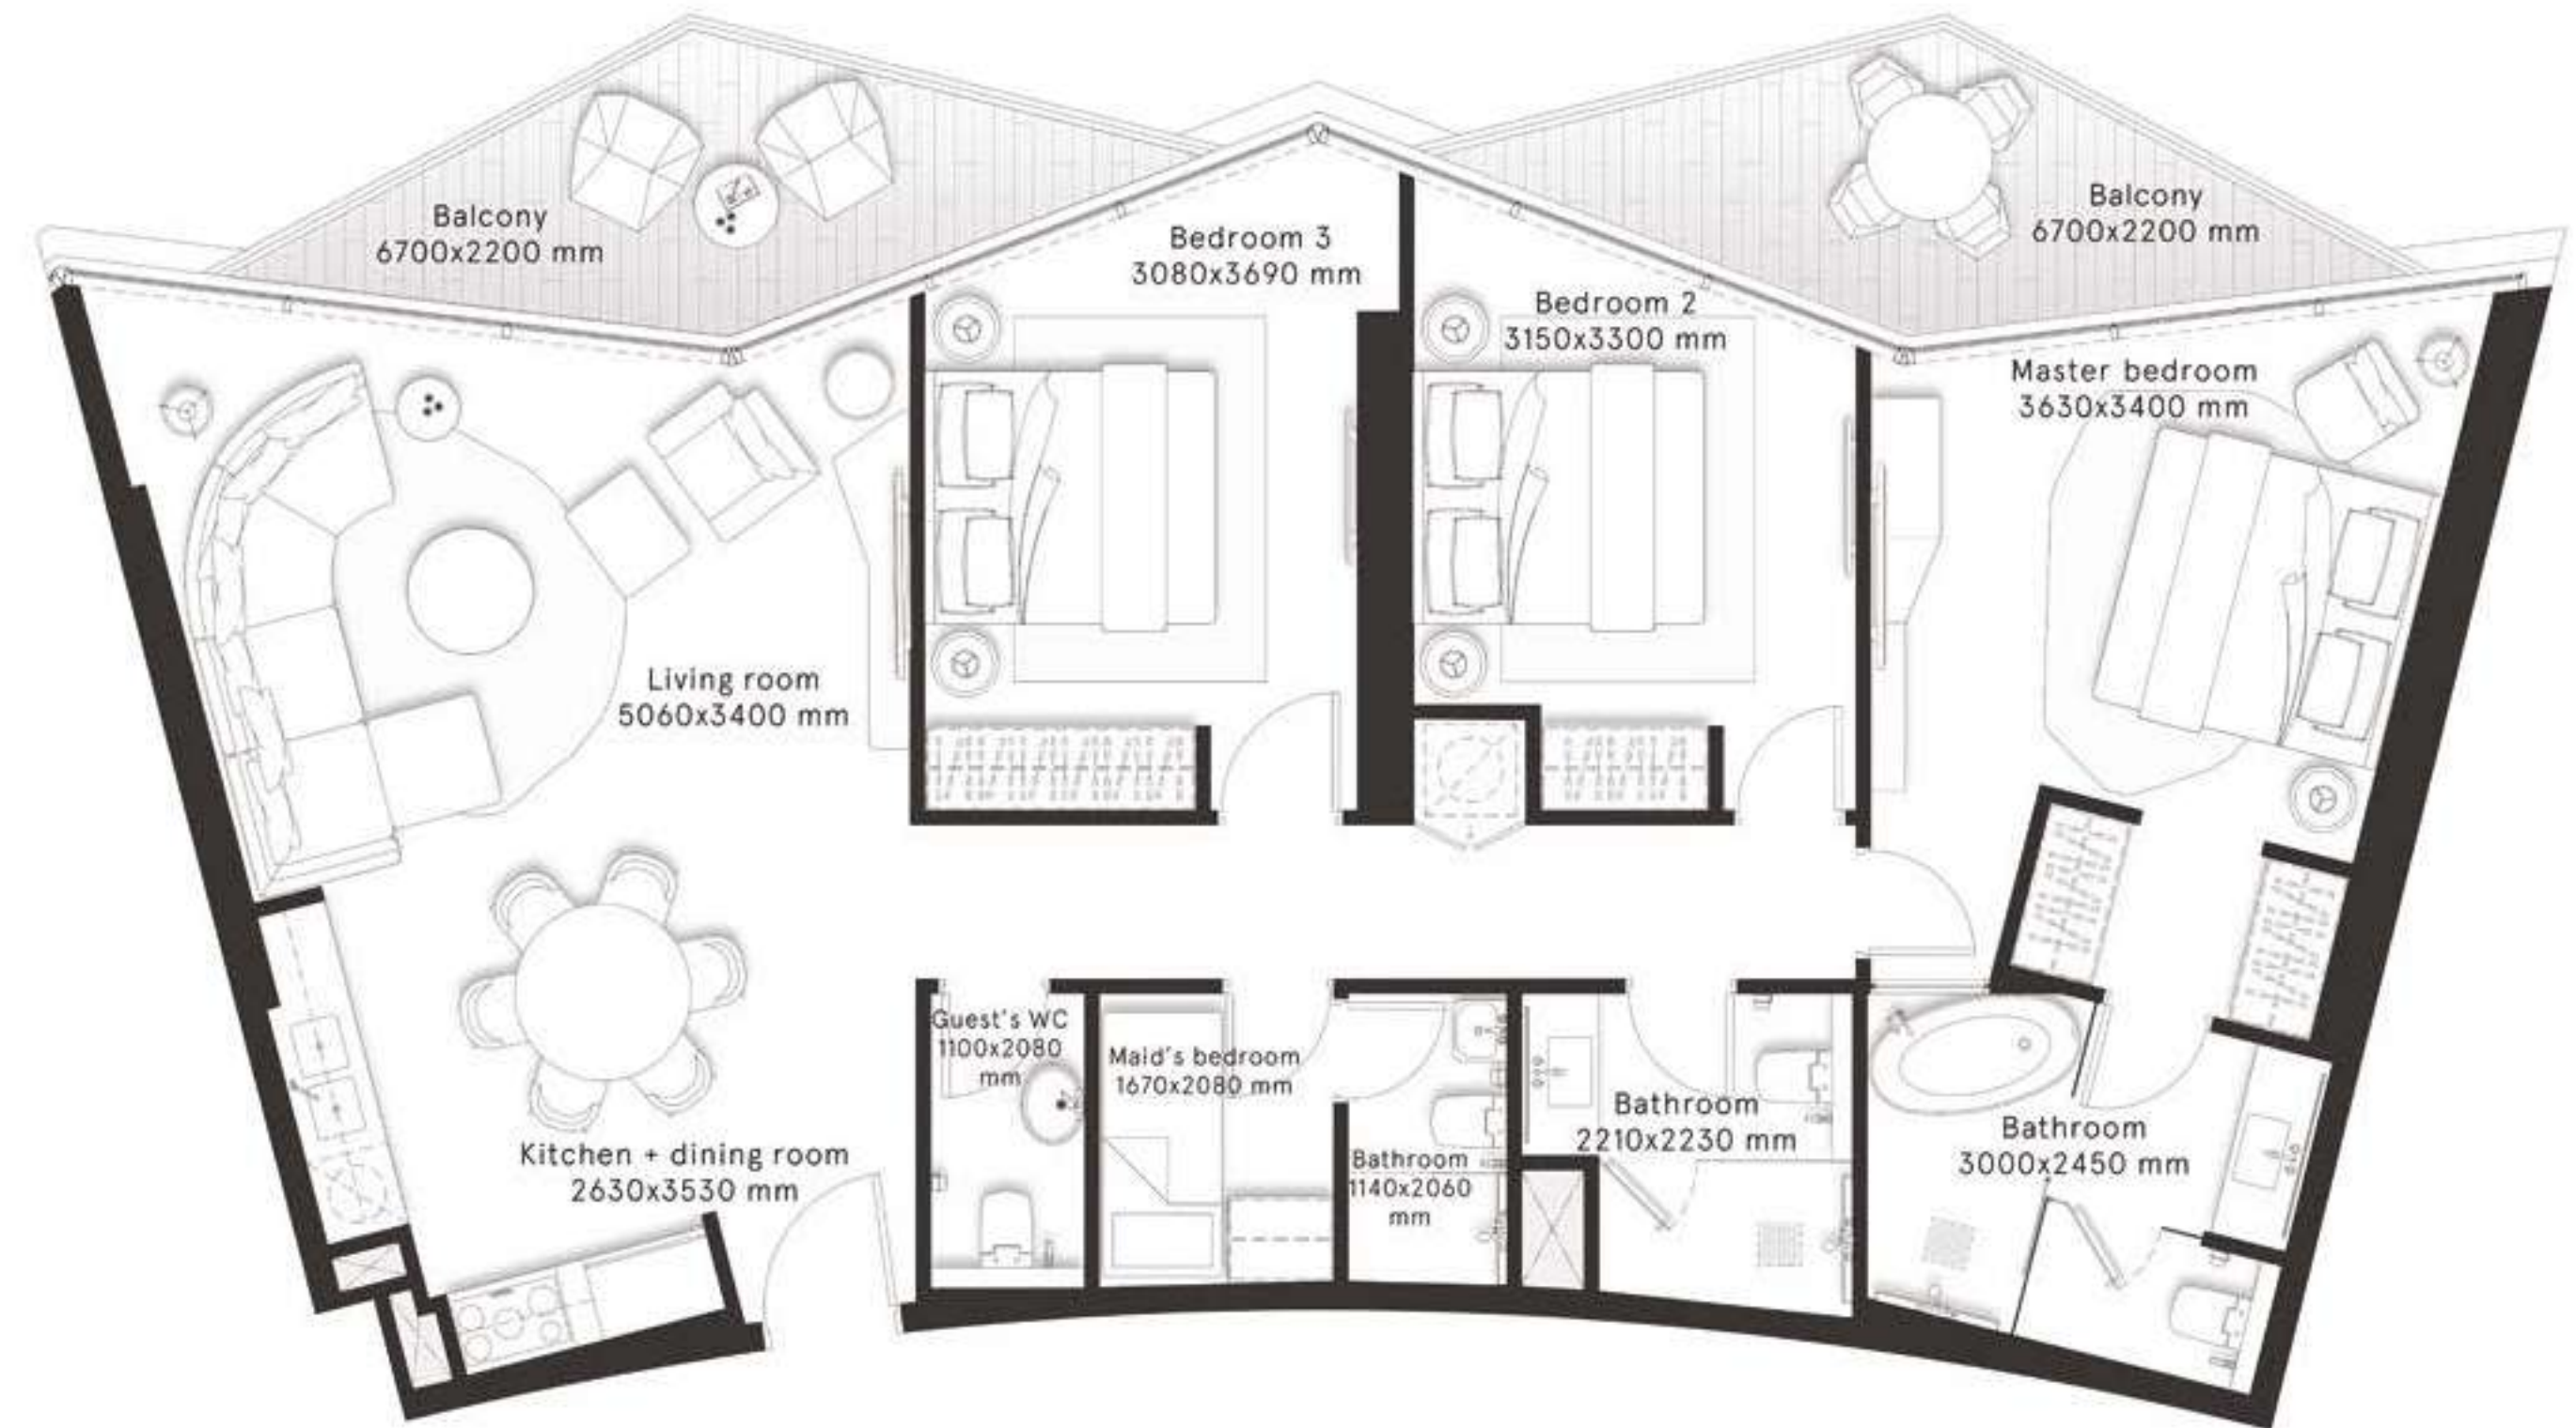 Balcony
6700x2200 mm
Bedroom 3
3080x3690 mm
Balcony
6700x2200 mm
Bedroom 2
3150x3300 mm
Master bedroom
3630x3400 mm
Living room
5060x3400 mm
Guest's WC
1100x2080
mm
Maid's bedroom
1670x2080 mm
Kitchen + dining room
2630x3530 mm
Bathroom
1140x2060
mm
Bathroom
2210x2230 mm
Bathroom
3000x2450 mm